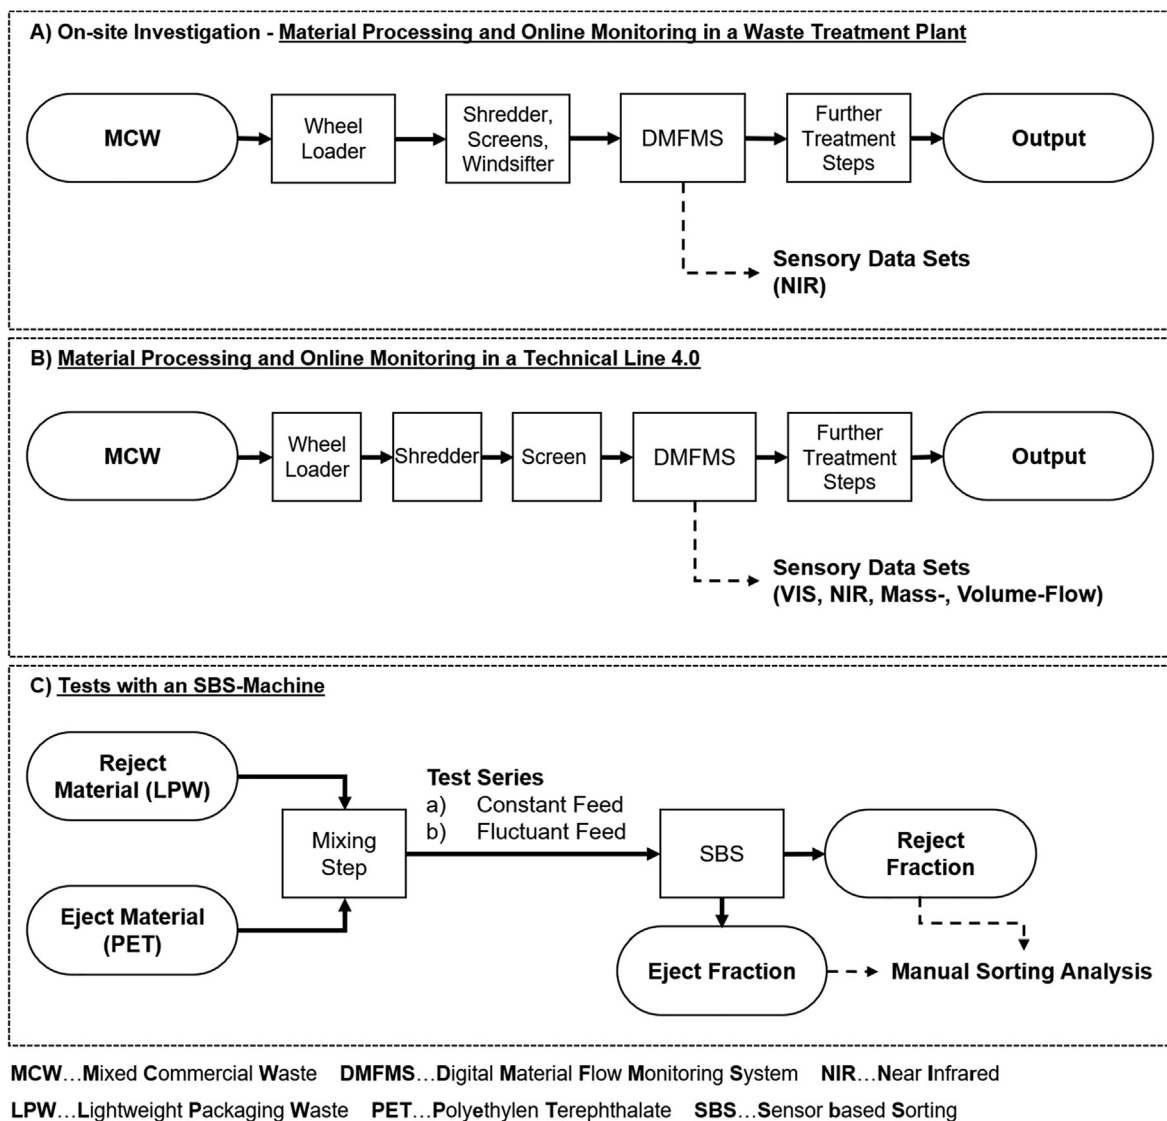 A) On-site Investigation - Material Processing and Online Monitoring in a Waste Treatment Plant
MCW
Wheel
Loader
Shredder,
Screens,
Windsifter
DMFMS
Further
Treatment
Steps
Output
Sensory Data Sets
(NIR)
B) Material Processing and Online Monitoring in a Technical Line 4.0
MCW
Wheel
Loader
Shredder
Screen
DMFMS
Further
Treatment
Steps
Output
Sensory Data Sets
(VIS, NIR, Mass-, Volume-Flow)
C) Tests with an SBS-Machine
Reject
Material (LPW)
Eject Material
(PET)
Mixing
Step
Test Series
a) Constant Feed
b) Fluctuant Feed
SBS
Reject
Fraction
Eject Fraction
Manual Sorting Analysis
MCW...Mixed Commercial Waste DMFMS...Digital Material Flow Monitoring System NIR...Near Infrared
LPW...Lightweight Packaging Waste PET...Polyethylen Terephthalate SBS...Sensor based Sorting